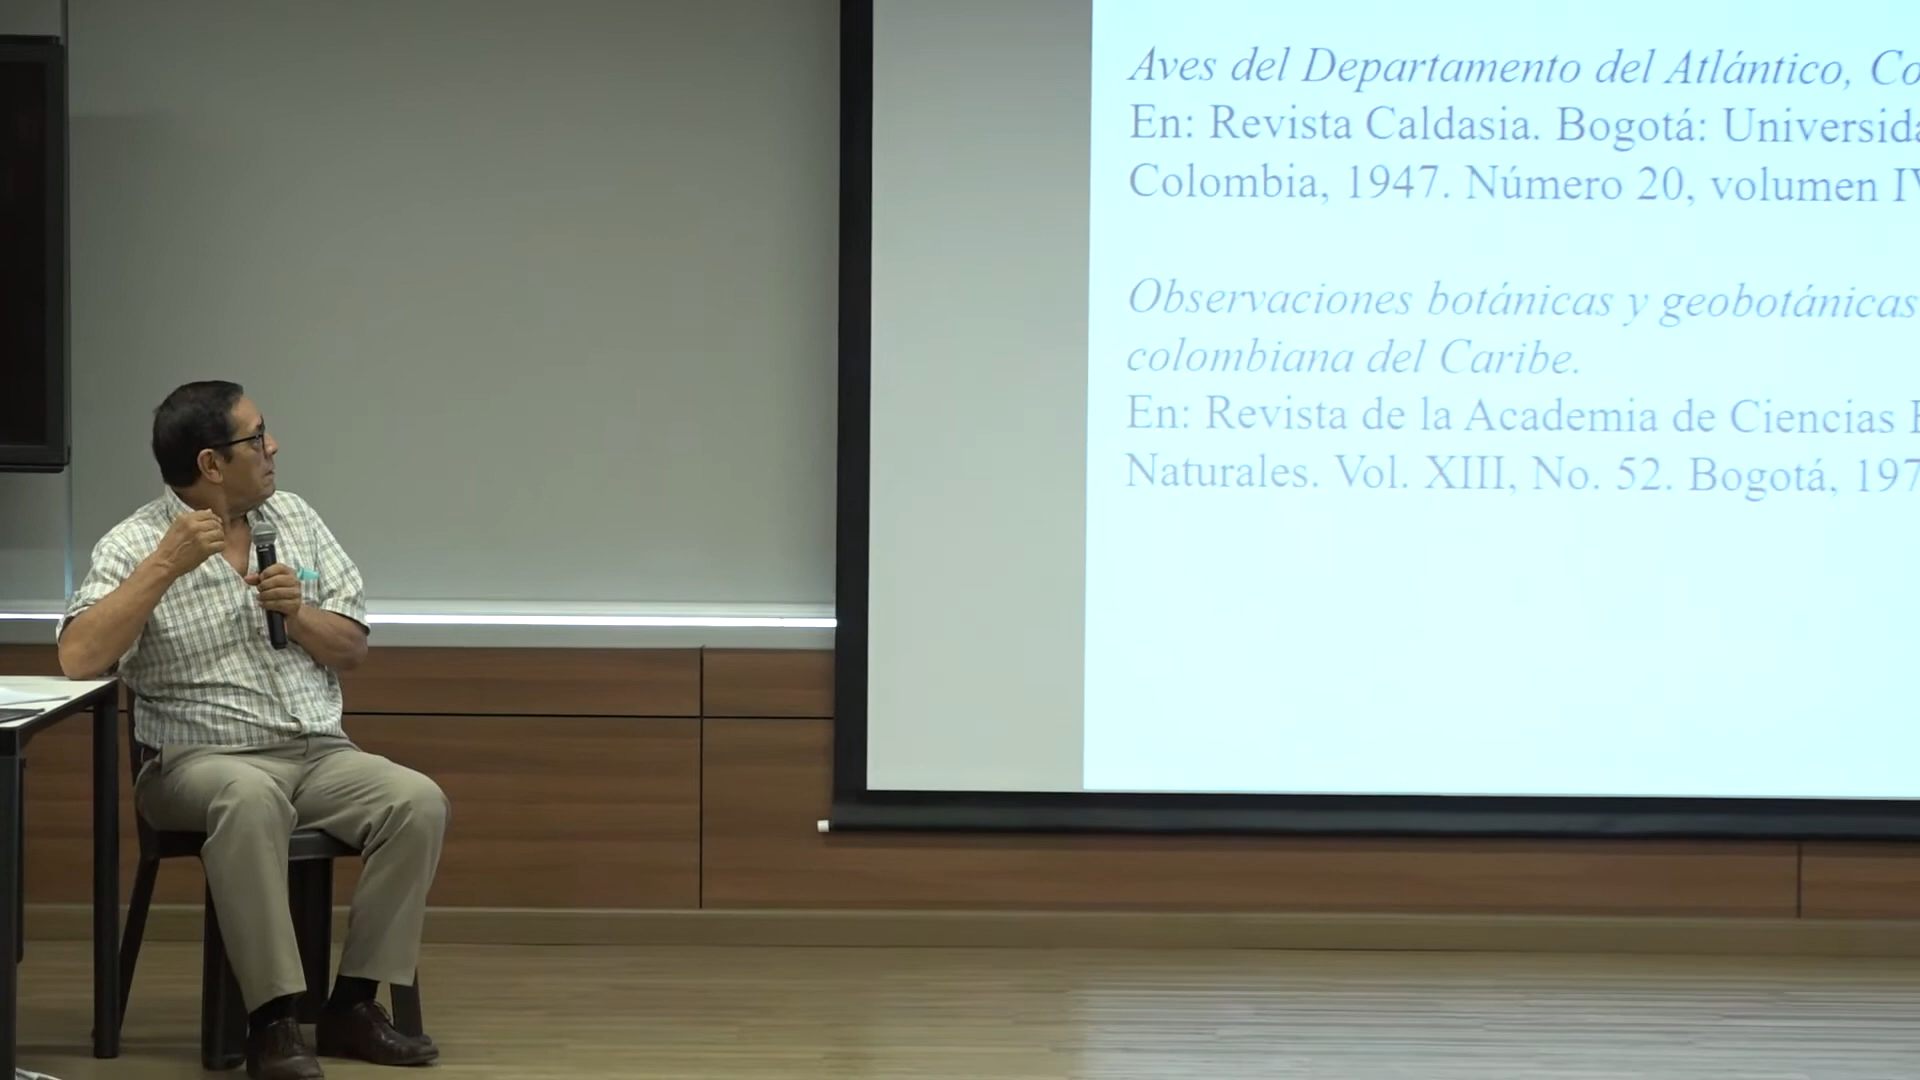 Aves del Departamento del Atlántico, Co
En: Revista Caldasia. Bogotá: Universida
Colombia, 1947. Número 20, volumen IV
Observaciones botánicas y geobotánicas
colombiana del Caribe.
En: Revista de la Academia de Ciencias E
Naturales. Vol. XIII, No. 52. Bogotá, 197